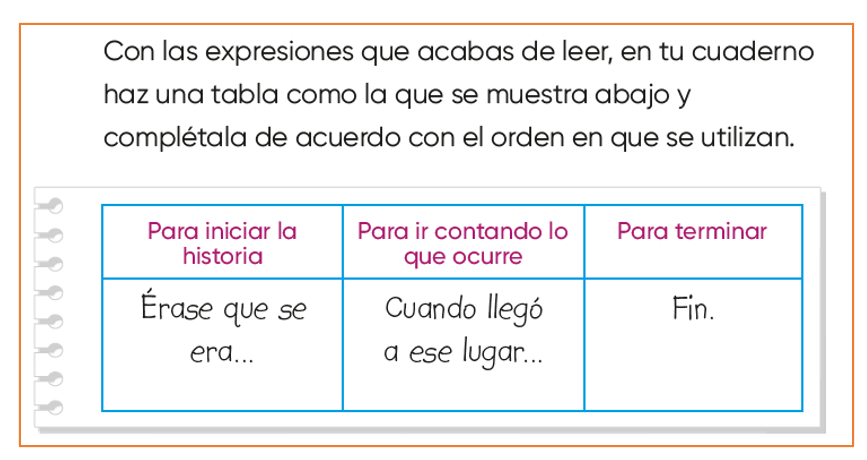 Con las expresiones que acabas de leer, en tu cuaderno
haz una tabla como la que se muestra abajo y
complétala de acuerdo con el orden en que se utilizan.
Para iniciar la
historia
Para ir contando lo
que ocurre
Para terminar
Érase que se
era...
Cuando llegó
a ese lugar...
Fin.